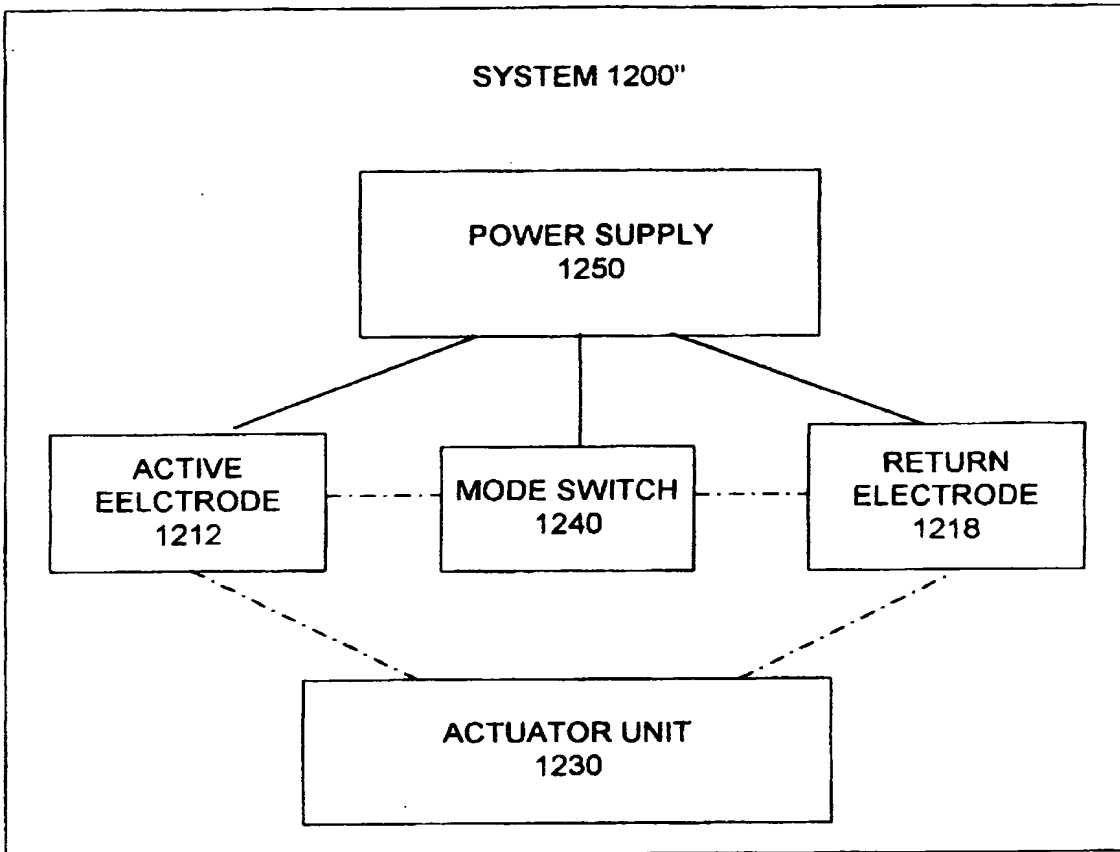 SYSTEM 1200"
POWER SUPPLY
1250
ACTIVE
EELCTRODE
1212
MODE SWITCH
1240
RETURN
ELECTRODE
1218
ACTUATOR UNIT
1230